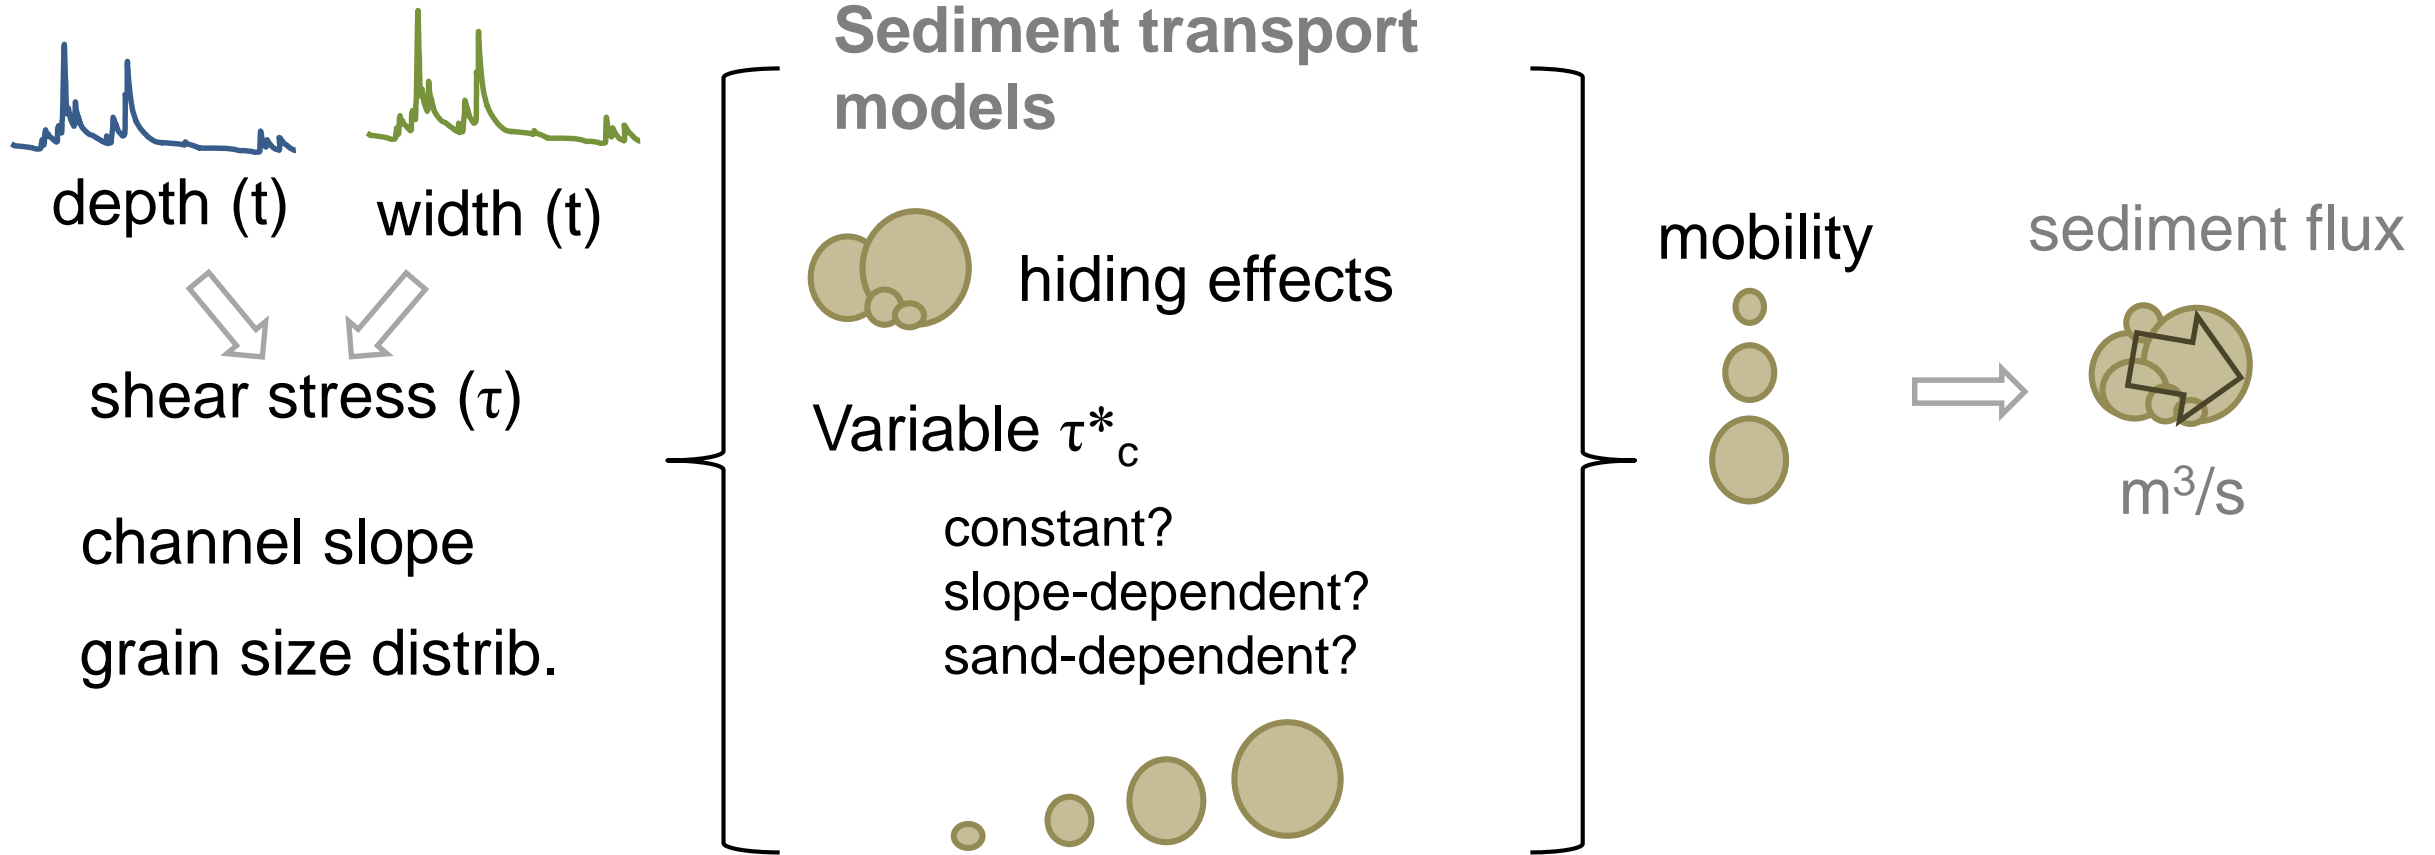 depth (t)
width (t)
shear stress (τ)
channel slope
grain size distrib.
Sediment transport
models
hiding effects
Variable τ*c
constant?
slope-dependent?
sand-dependent?
mobility
sediment flux
m³/s